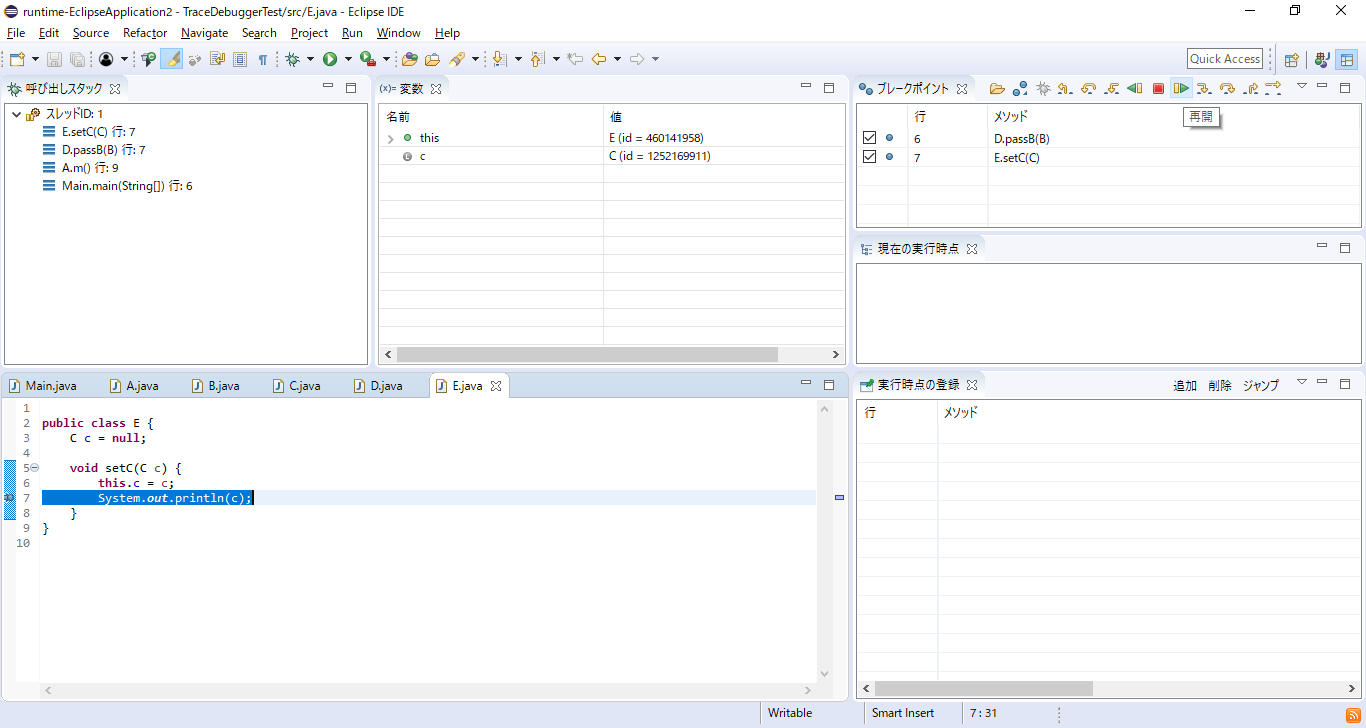 runtime-EclipseApplication2 - TraceDebuggerTest/src/E.java - Eclipse IDE
File Edit Source Refactor Navigate Search Project Run Window Help
Quick Access
呼び出しスタック
スレッドID: 1
E.setC(C) 行: 7
D.passB(B) 行: 7
A.m() 行: 9
Main.main(String[]) 行: 6
(x)= 変数
名前 値
this E (id = 460141958)
c C (id = 1252169911)
ブレークポイント
再開
行 メソッド
6 D.passB(B)
7 E.setC(C)
現在の実行時点
Main.java A.java B.java C.java D.java E.java
1
2 public class E {
3 C c = null;
4
5 void setC(C c) {
6 this.c = c;
7 System.out.println(c);
8 }
9 }
10
実行時点の登録 追加 削除 ジャンプ
行 メソッド
Writable Smart Insert 7 : 31